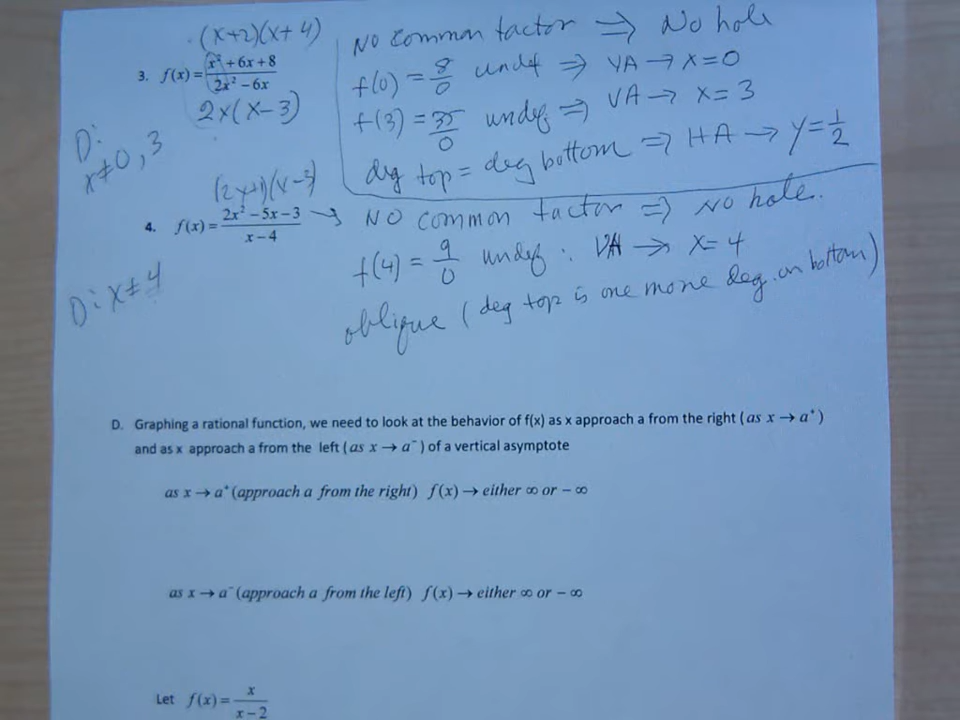 (x+2)(x+4)
3. f(x) = x² + 6x + 8 / 2x² − 6x
2x(x−3)
D: x≠0, 3
No common factor ⇒ No hole
f(0) = 8/0 undf ⇒ VA → x=0
f(3) = 35/0 undef ⇒ VA → x = 3
deg top = deg bottom ⇒ HA → y = 1/2
(2x+1)(x−3)
4. f(x) = 2x² − 5x − 3 / x − 4 → NO common factor ⇒ No hole.
D: x≠4
f(4) = 9/0 undef ∴ VA → x=4
oblique (deg top is one more deg. on bottom)
D. Graphing a rational function, we need to look at the behavior of f(x) as x approach a from the right (as x → a⁺)
and as x approach a from the left (as x → a⁻) of a vertical asymptote
as x → a⁺ (approach a from the right) f(x) → either ∞ or − ∞
as x → a⁻ (approach a from the left) f(x) → either ∞ or − ∞
Let f(x) = x / x − 2